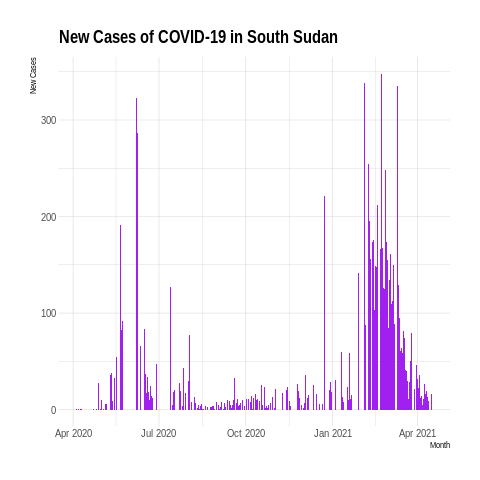 New Cases of COVID-19 in South Sudan
New Cases
300
200
100
0
Apr 2020 Jul 2020 Oct 2020 Jan 2021 Apr 2021
Month